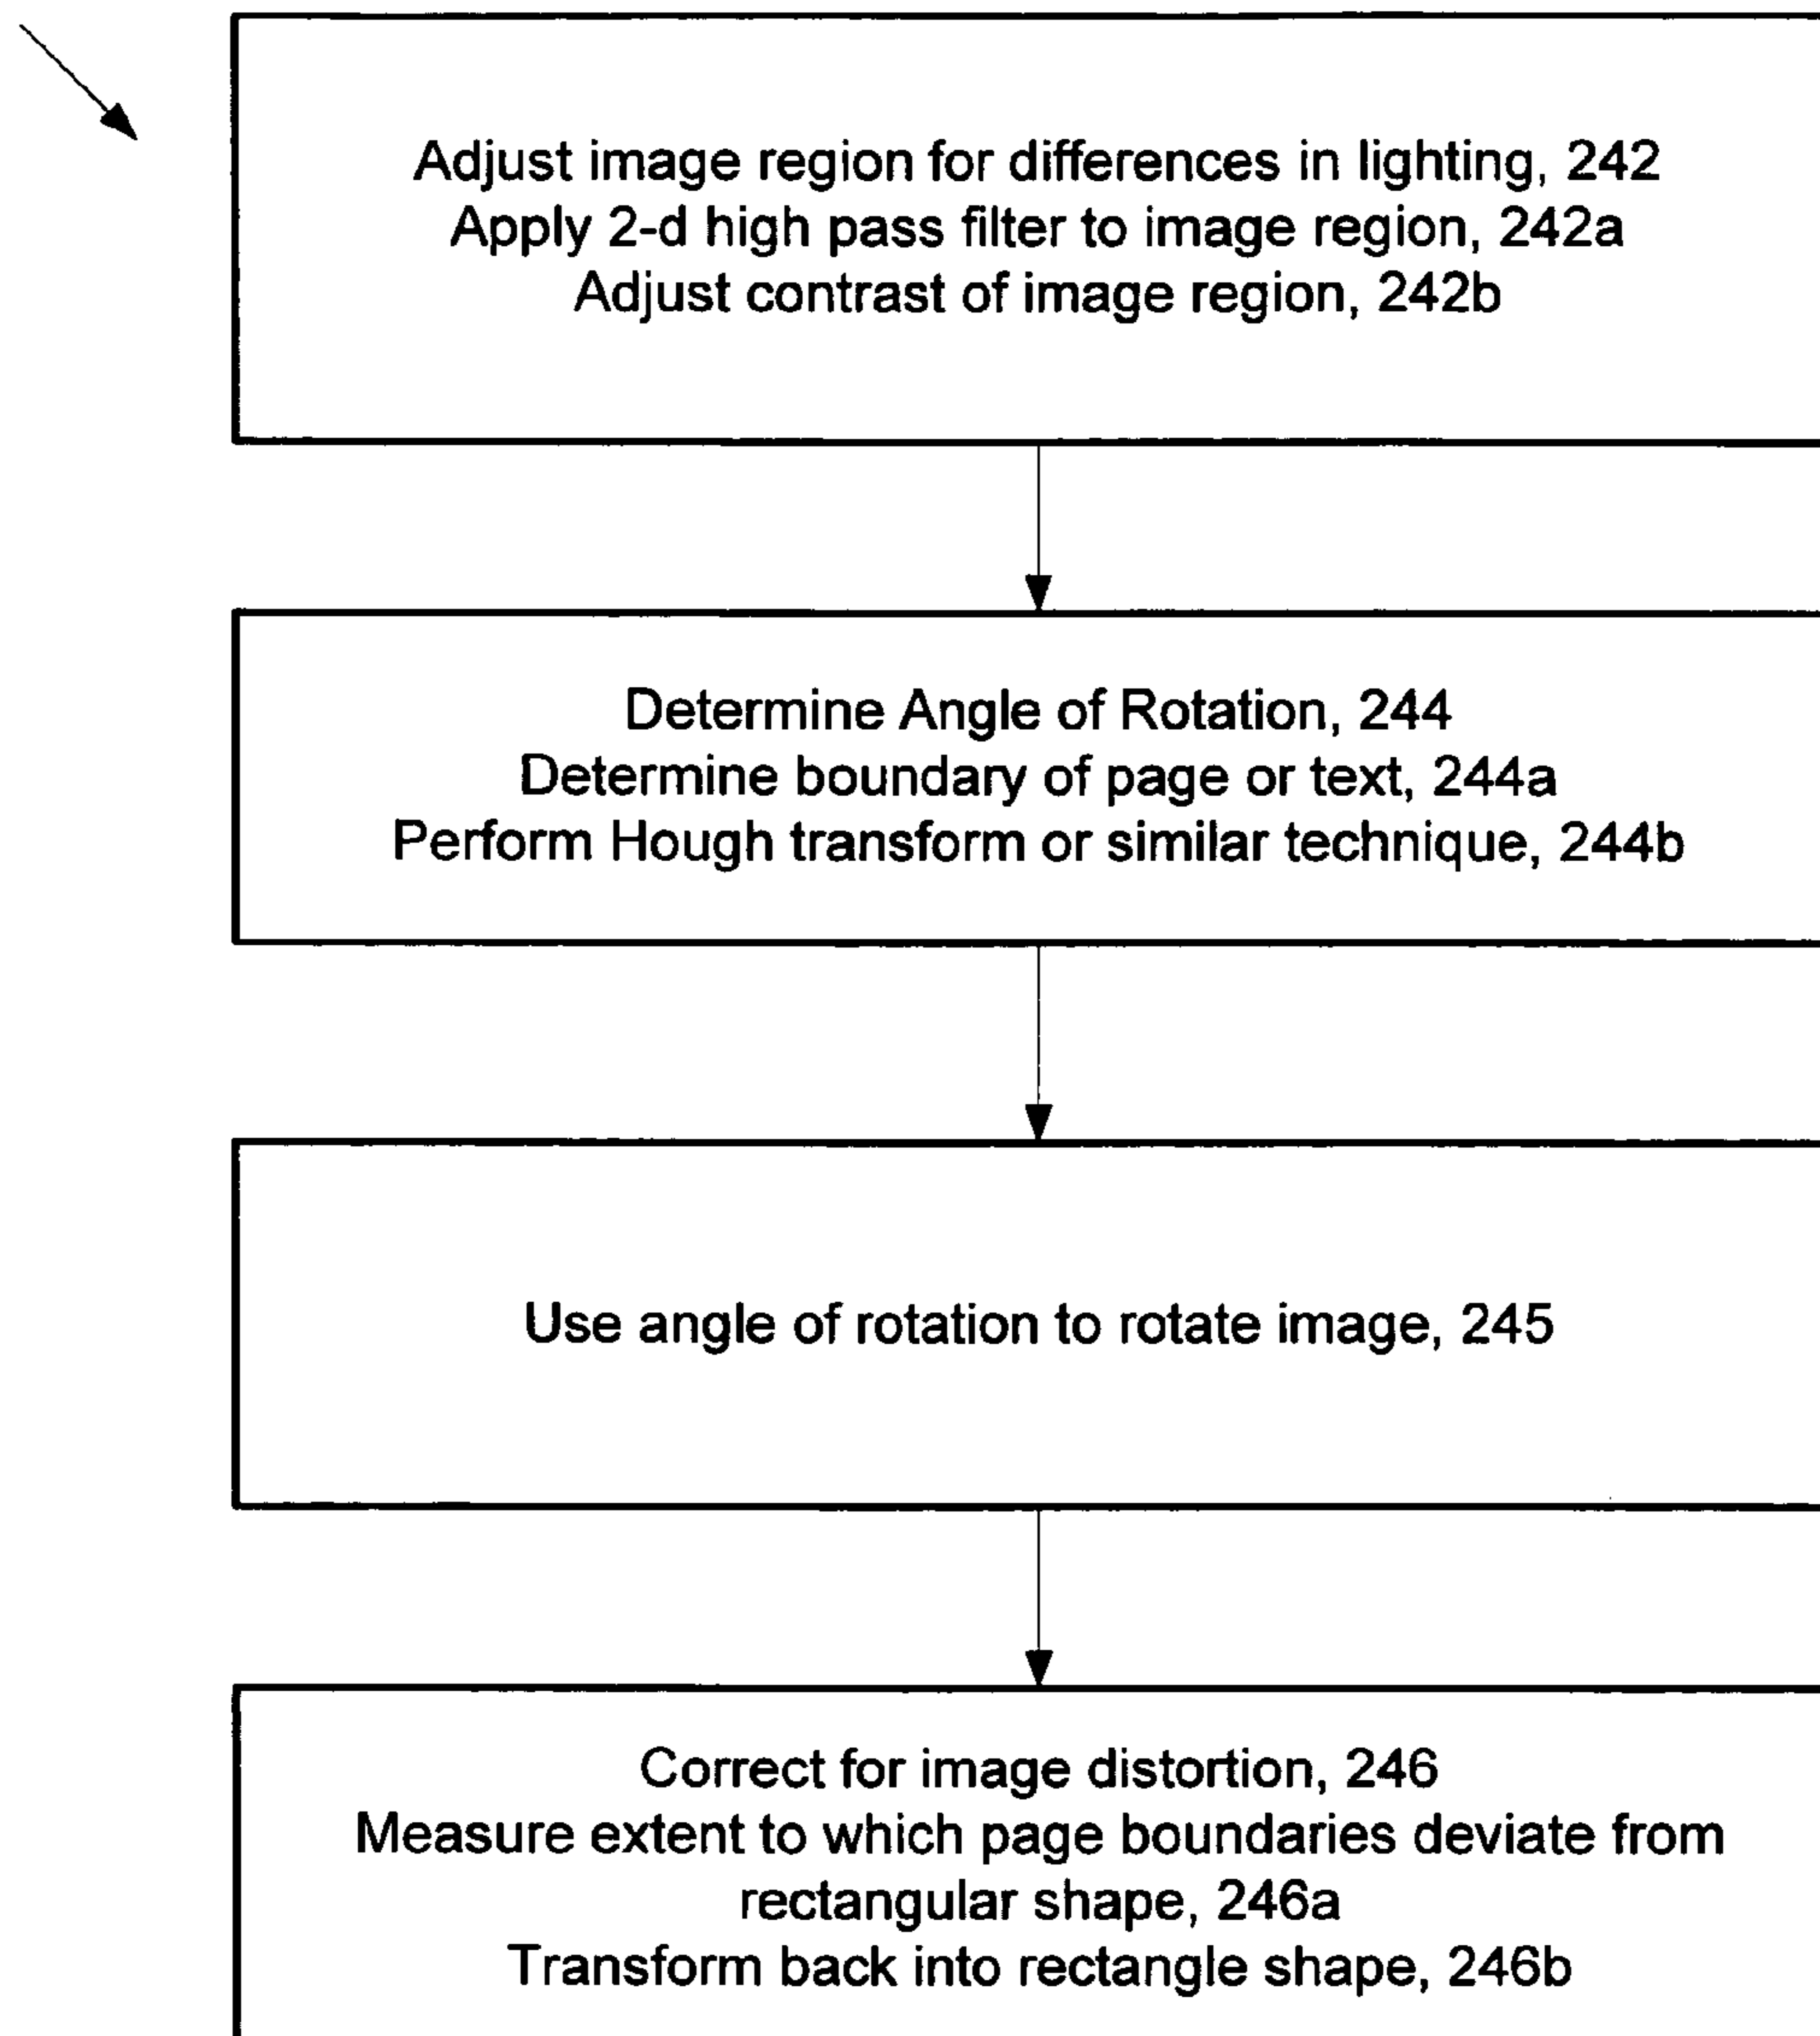 Adjust image region for differences in lighting, 242
Apply 2-d high pass filter to image region, 242a
Adjust contrast of image region, 242b
Determine Angle of Rotation, 244
Determine boundary of page or text, 244a
Perform Hough transform or similar technique, 244b
Use angle of rotation to rotate image, 245
Correct for image distortion, 246
Measure extent to which page boundaries deviate from
rectangular shape, 246a
Transform back into rectangle shape, 246b